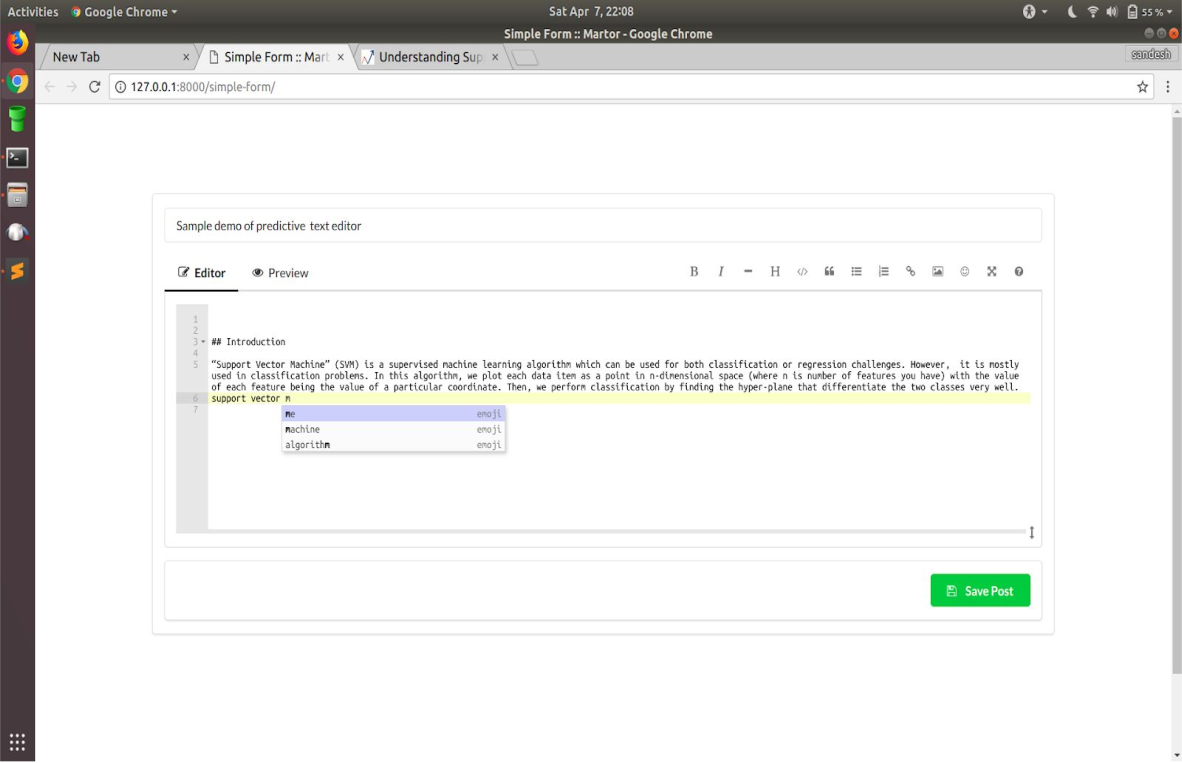 Activities Google Chrome Sat Apr 7, 22:08 55 %
Simple Form :: Martor - Google Chrome
New Tab Simple Form :: Mart Understanding Sup sandesh
127.0.0.1:8000/simple-form/
Sample demo of predictive text editor
Editor Preview B I H
1
2
3 ## Introduction
4
5 “Support Vector Machine” (SVM) is a supervised machine learning algorithm which can be used for both classification or regression challenges. However, it is mostly
used in classification problems. In this algorithm, we plot each data item as a point in n-dimensional space (where n is number of features you have) with the value
of each feature being the value of a particular coordinate. Then, we perform classification by finding the hyper-plane that differentiate the two classes very well.
6 support vector m
7
me emoji
machine emoji
algorithm emoji
Save Post